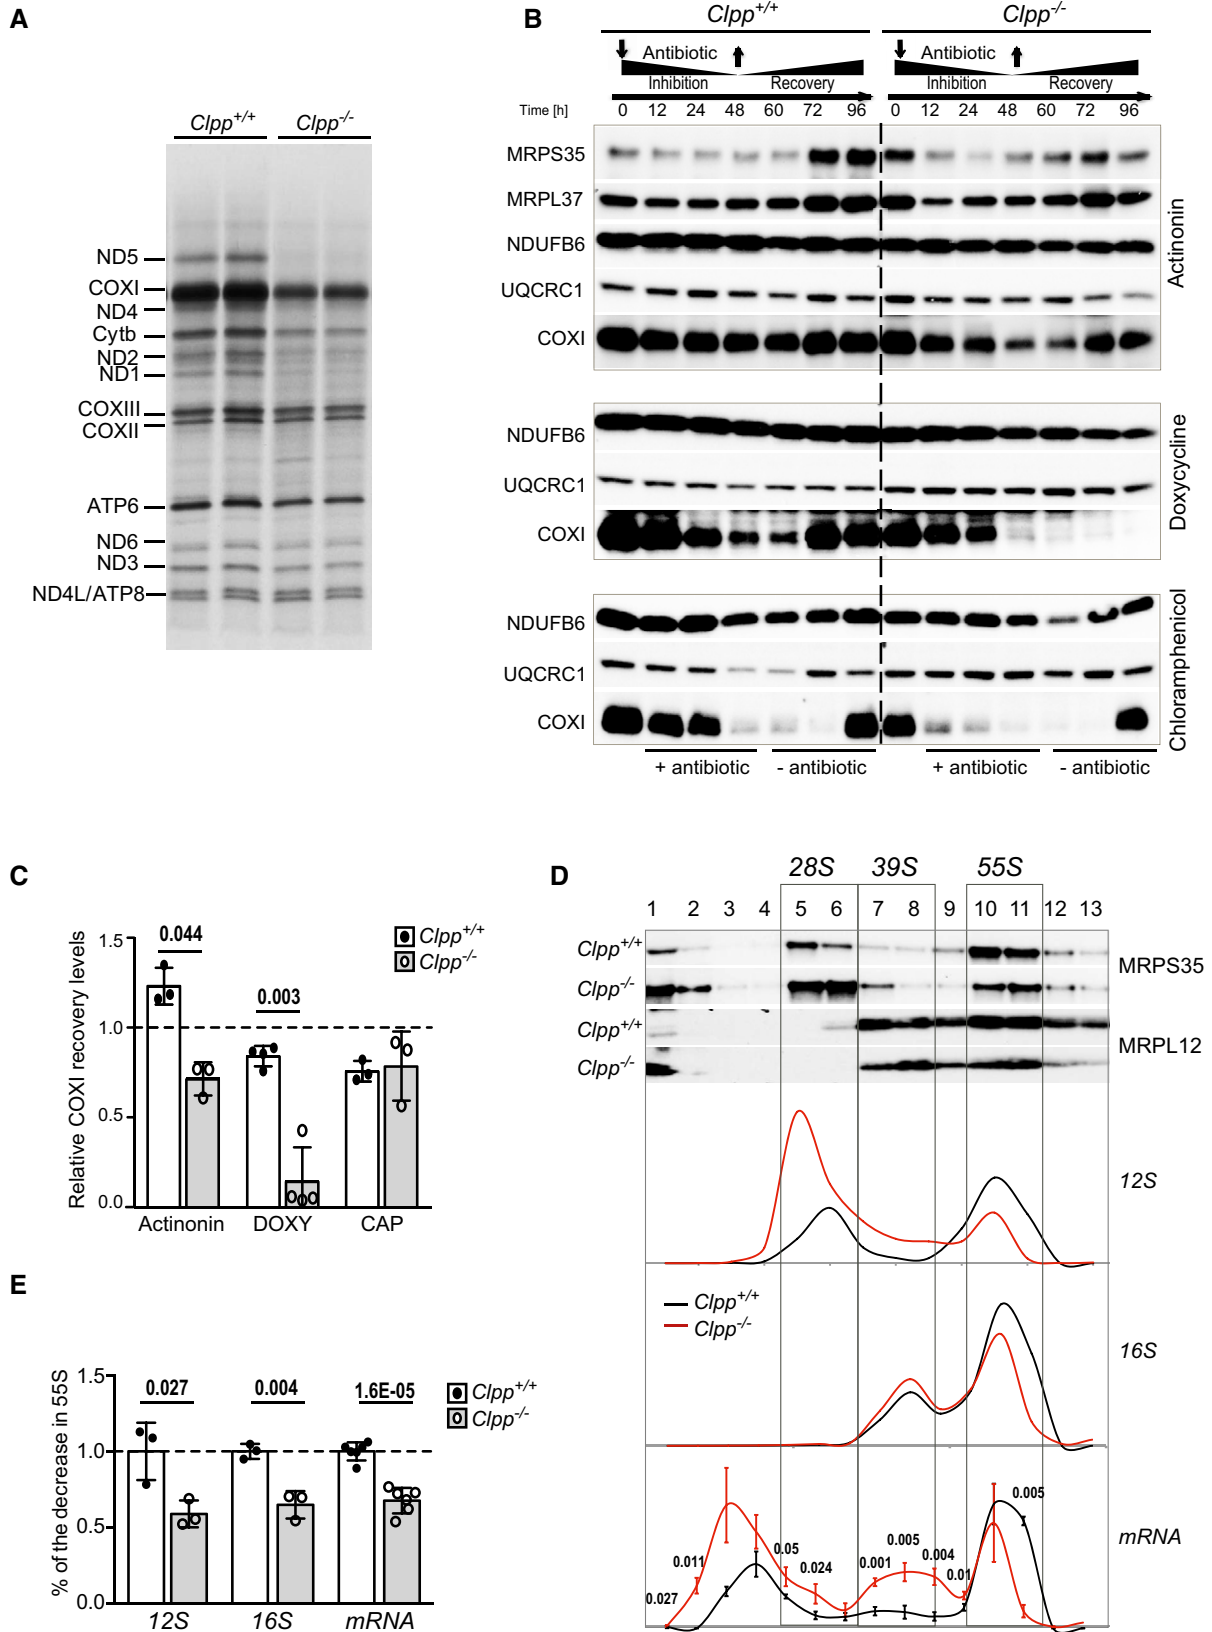 A
Clpp+/+ Clpp-/-
ND5
COXI
ND4
Cytb
ND2
ND1
COXIII
COXII
ATP6
ND6
ND3
ND4L/ATP8
B
Clpp+/+ Clpp-/-
Antibiotic Antibiotic
Inhibition Recovery Inhibition Recovery
Time [h] 0 12 24 48 60 72 96 0 12 24 48 60 72 96
MRPS35
MRPL37
NDUFB6
UQCRC1
COXI
Actinonin
NDUFB6
UQCRC1
COXI
Doxycycline
NDUFB6
UQCRC1
COXI
Chloramphenicol
+ antibiotic - antibiotic + antibiotic - antibiotic
C
Relative COXI recovery levels
1.5
1.0
0.5
0.0
0.044
0.003
Clpp+/+
Clpp-/-
Actinonin DOXY CAP
D
28S 39S 55S
1 2 3 4 5 6 7 8 9 10 11 12 13
Clpp+/+
Clpp-/-
MRPS35
Clpp+/+
Clpp-/-
MRPL12
12S
Clpp+/+
Clpp-/-
16S
mRNA
0.027
0.011
0.05
0.024
0.001
0.005
0.004
0.01
0.005
E
% of the decrease in 55S
1.5
1.0
0.5
0.0
0.027 0.004 1.6E-05
Clpp+/+
Clpp-/-
12S 16S mRNA